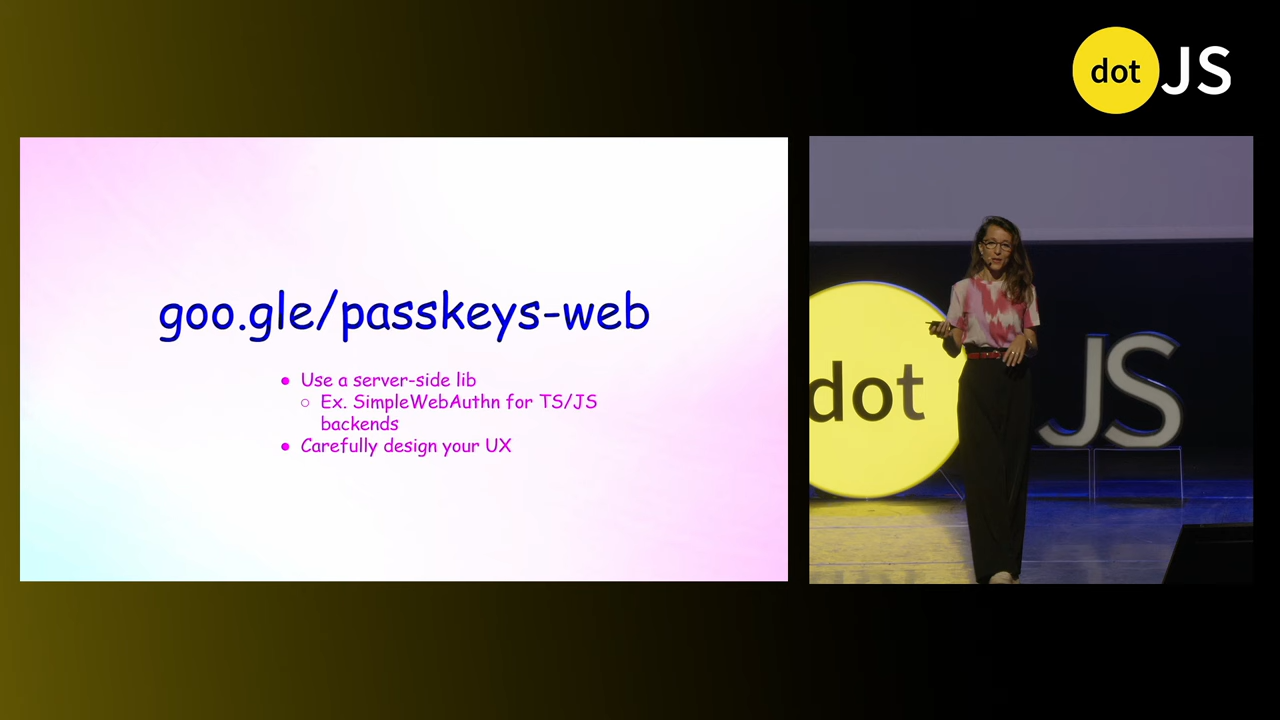 dot JS
goo.gle/passkeys-web
● Use a server-side lib
○ Ex. SimpleWebAuthn for TS/JS
backends
● Carefully design your UX
dot JS